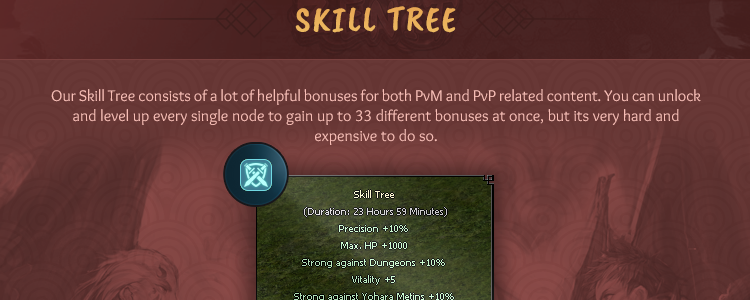 SKILL TREE
Our Skill Tree consists of a lot of helpful bonuses for both PvM and PvP related content. You can unlock
and level up every single node to gain up to 33 different bonuses at once, but its very hard and
expensive to do so.
Skill Tree
(Duration: 23 Hours 59 Minutes)
Precision +10%
Max. HP +1000
Strong against Dungeons +10%
Vitality +5
Strong against Yohara Metins +10%